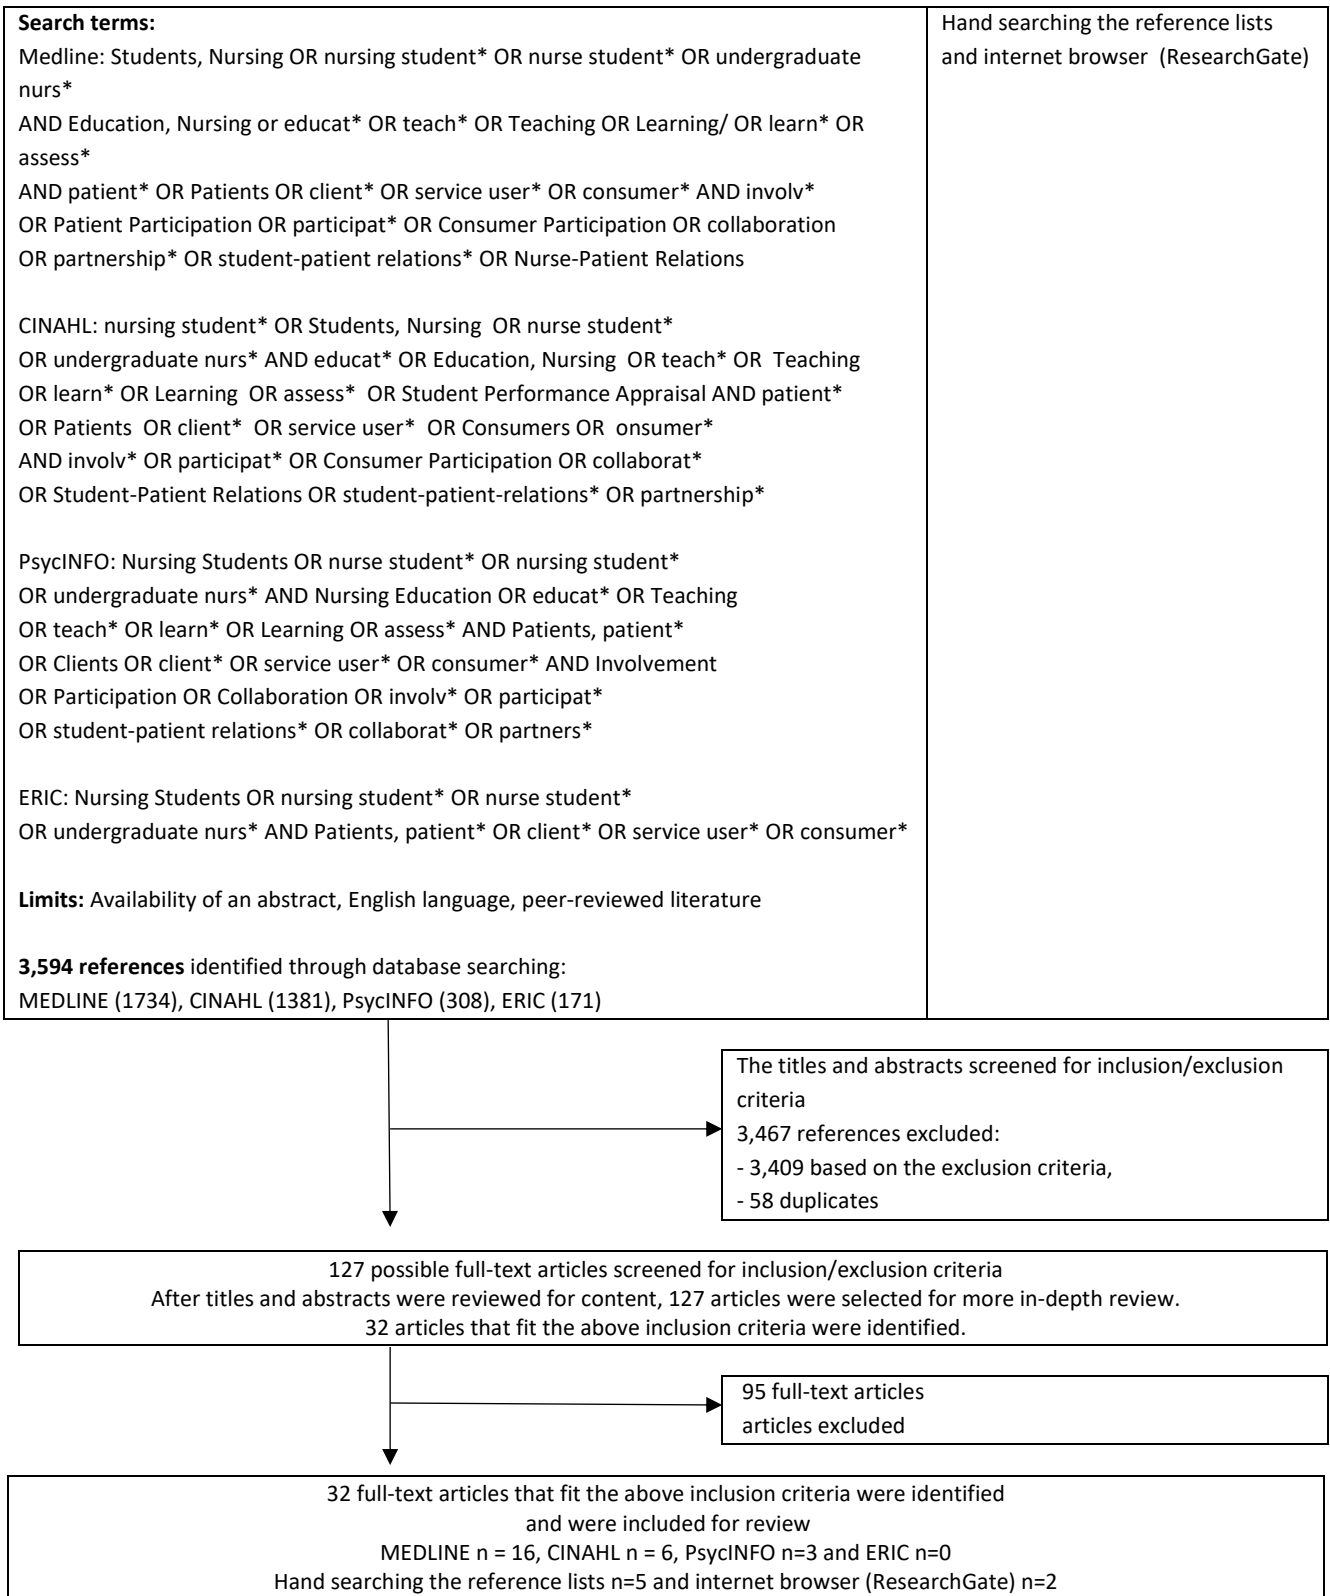 Search terms:
Medline: Students, Nursing OR nursing student* OR nurse student* OR undergraduate
nurs*
AND Education, Nursing or educat* OR teach* OR Teaching OR Learning/ OR learn* OR
assess*
AND patient* OR Patients OR client* OR service user* OR consumer* AND involv*
OR Patient Participation OR participat* OR Consumer Participation OR collaboration
OR partnership* OR student-patient relations* OR Nurse-Patient Relations
CINAHL: nursing student* OR Students, Nursing OR nurse student*
OR undergraduate nurs* AND educat* OR Education, Nursing OR teach* OR Teaching
OR learn* OR Learning OR assess* OR Student Performance Appraisal AND patient*
OR Patients OR client* OR service user* OR Consumers OR onsumer*
AND involv* OR participat* OR Consumer Participation OR collaborat*
OR Student-Patient Relations OR student-patient-relations* OR partnership*
PsycINFO: Nursing Students OR nurse student* OR nursing student*
OR undergraduate nurs* AND Nursing Education OR educat* OR Teaching
OR teach* OR learn* OR Learning OR assess* AND Patients, patient*
OR Clients OR client* OR service user* OR consumer* AND Involvement
OR Participation OR Collaboration OR involv* OR participat*
OR student-patient relations* OR collaborat* OR partners*
ERIC: Nursing Students OR nursing student* OR nurse student*
OR undergraduate nurs* AND Patients, patient* OR client* OR service user* OR consumer*
Limits: Availability of an abstract, English language, peer-reviewed literature
3,594 references identified through database searching:
MEDLINE (1734), CINAHL (1381), PsycINFO (308), ERIC (171)
Hand searching the reference lists
and internet browser (ResearchGate)
The titles and abstracts screened for inclusion/exclusion
criteria
3,467 references excluded:
- 3,409 based on the exclusion criteria,
- 58 duplicates
127 possible full-text articles screened for inclusion/exclusion criteria
After titles and abstracts were reviewed for content, 127 articles were selected for more in-depth review.
32 articles that fit the above inclusion criteria were identified.
95 full-text articles
articles excluded
32 full-text articles that fit the above inclusion criteria were identified
and were included for review
MEDLINE n = 16, CINAHL n = 6, PsycINFO n=3 and ERIC n=0
Hand searching the reference lists n=5 and internet browser (ResearchGate) n=2